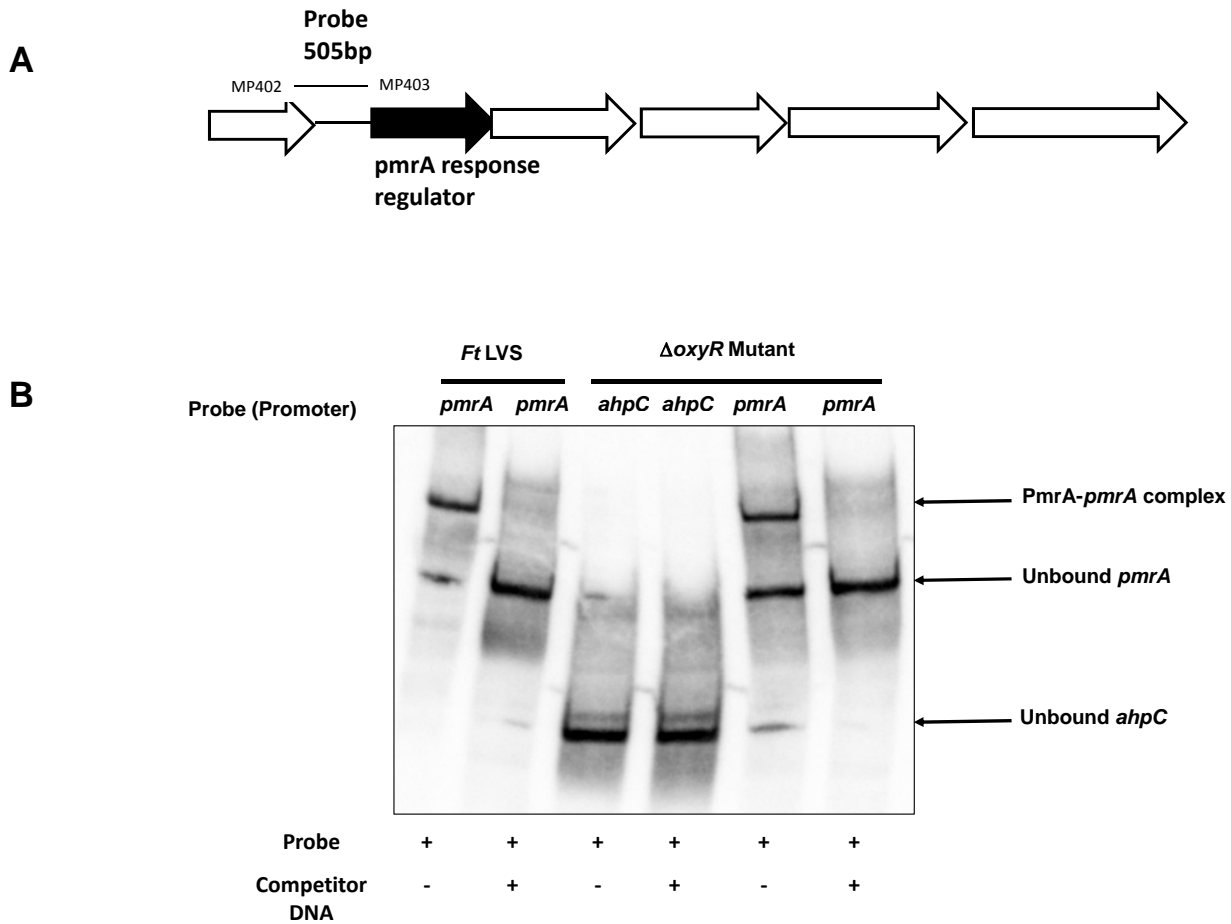 A
Probe
505bp
MP402
MP403
pmrA response
regulator
B
Ft LVS
ΔoxyR Mutant
Probe (Promoter)
pmrA pmrA ahpC ahpC pmrA pmrA
PmrA-pmrA complex
Unbound pmrA
Unbound ahpC
Probe + + + + + +
Competitor - + - + - +
DNA